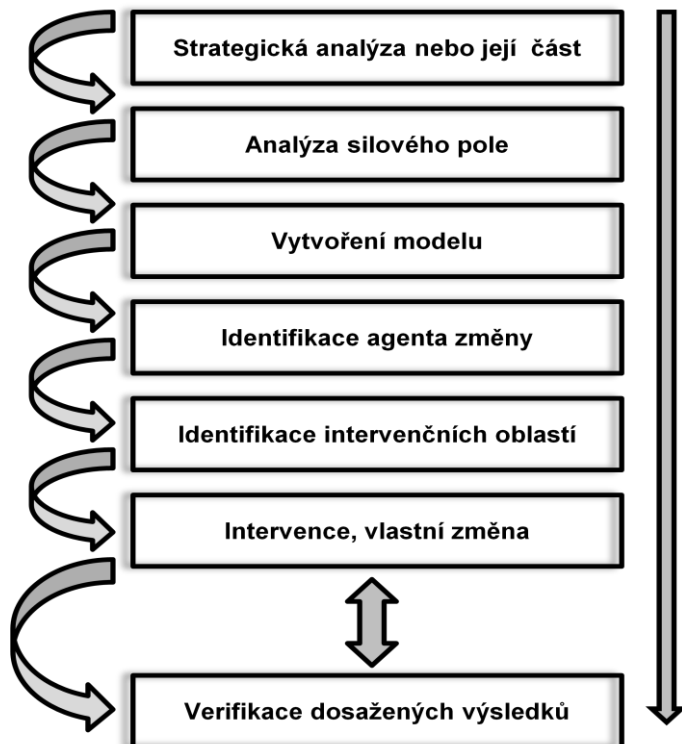 Strategická analýza nebo její část
Analýza silového pole
Vytvoření modelu
Identifikace agenta změny
Identifikace intervenčních oblastí
Intervence, vlastní změna
Verifikace dosažených výsledků